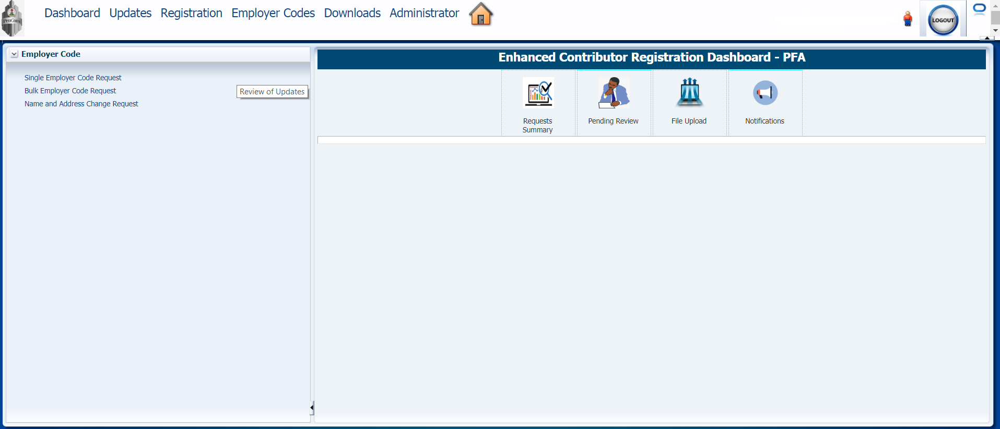 PenCom
Dashboard Updates Registration Employer Codes Downloads Administrator
LOGOUT
Employer Code
Single Employer Code Request
Bulk Employer Code Request
Name and Address Change Request
Review of Updates
Enhanced Contributor Registration Dashboard - PFA
Requests
Summary
Pending Review
File Upload
Notifications